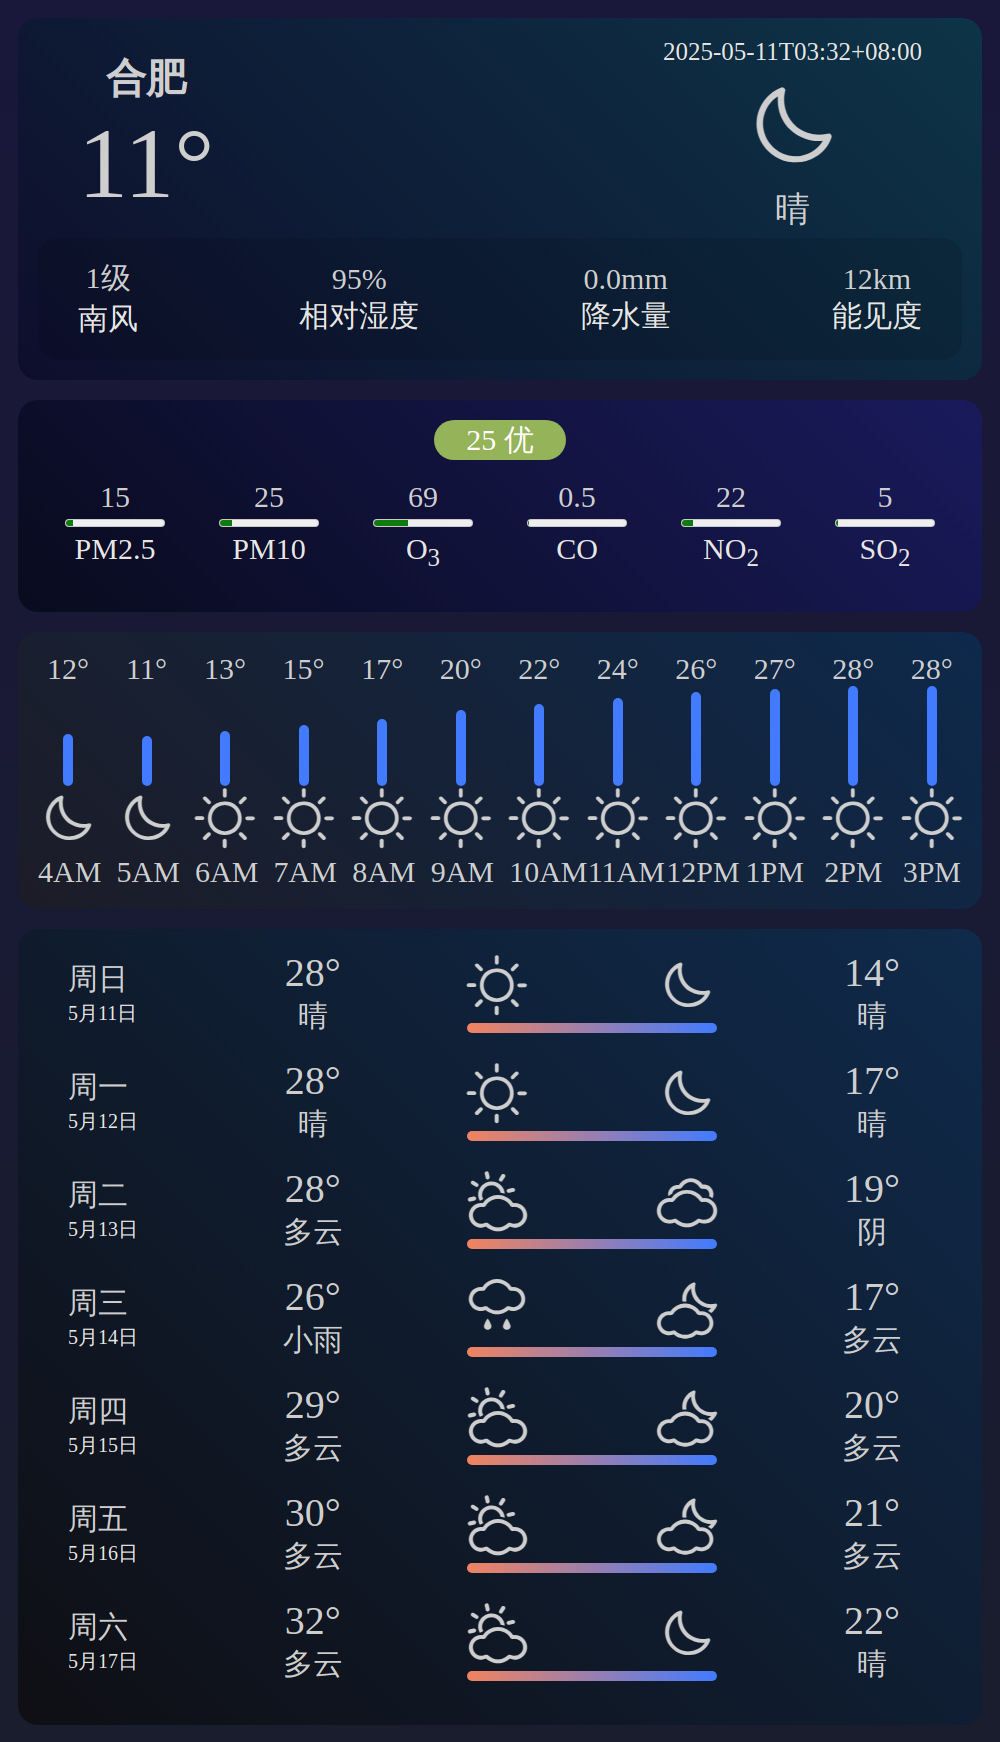 合肥
11°
2025-05-11T03:32+08:00
晴
1级 95% 0.0mm 12km
南风 相对湿度 降水量 能见度
25 优
15 25 69 0.5 22 5
PM2.5 PM10 O3 CO NO2 SO2
12° 11° 13° 15° 17° 20° 22° 24° 26° 27° 28° 28°
4AM 5AM 6AM 7AM 8AM 9AM 10AM 11AM 12PM 1PM 2PM 3PM
周日 28° 14°
5月11日 晴 晴
周一 28° 17°
5月12日 晴 晴
周二 28° 19°
5月13日 多云 阴
周三 26° 17°
5月14日 小雨 多云
周四 29° 20°
5月15日 多云 多云
周五 30° 21°
5月16日 多云 多云
周六 32° 22°
5月17日 多云 晴